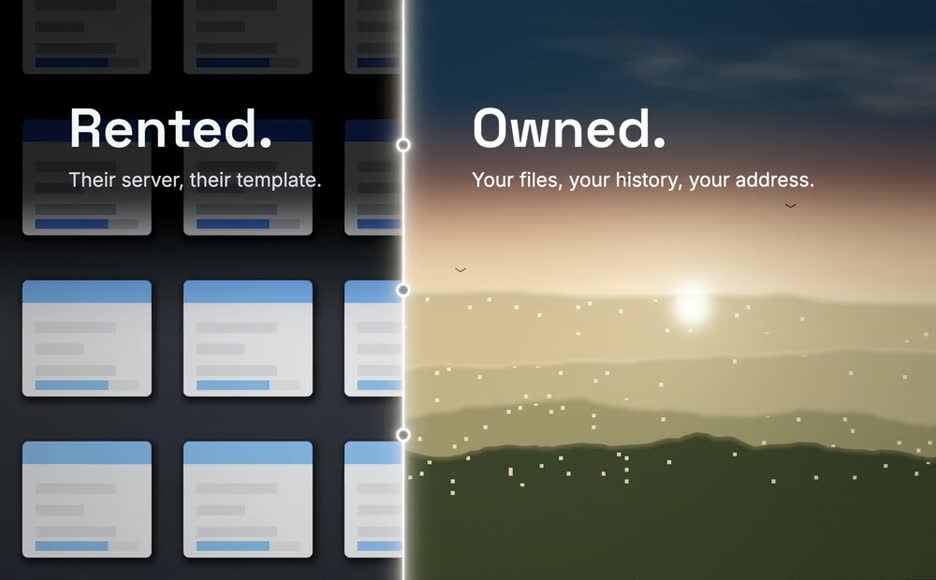 Rented.
Their server, their template.
Owned.
Your files, your history, your address.